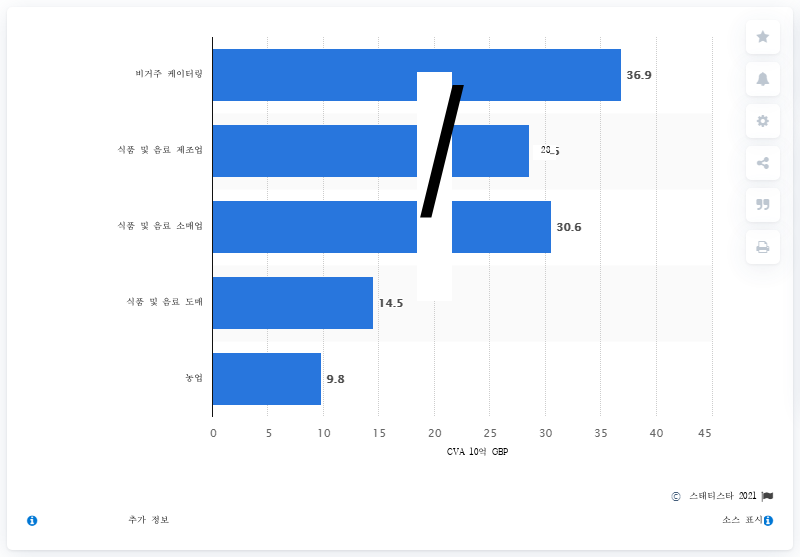 비거주 케이터링
36.9
식품 및 음료 제조업
식품 및 음료 소매업
30.6
식품 및 음료 도매
14.5
농업
9.8
0 5 10 15 20 25 30 35 40 45
CVA 10억 GBP
© 스태티스타 2021
추가 정보
소스 표시